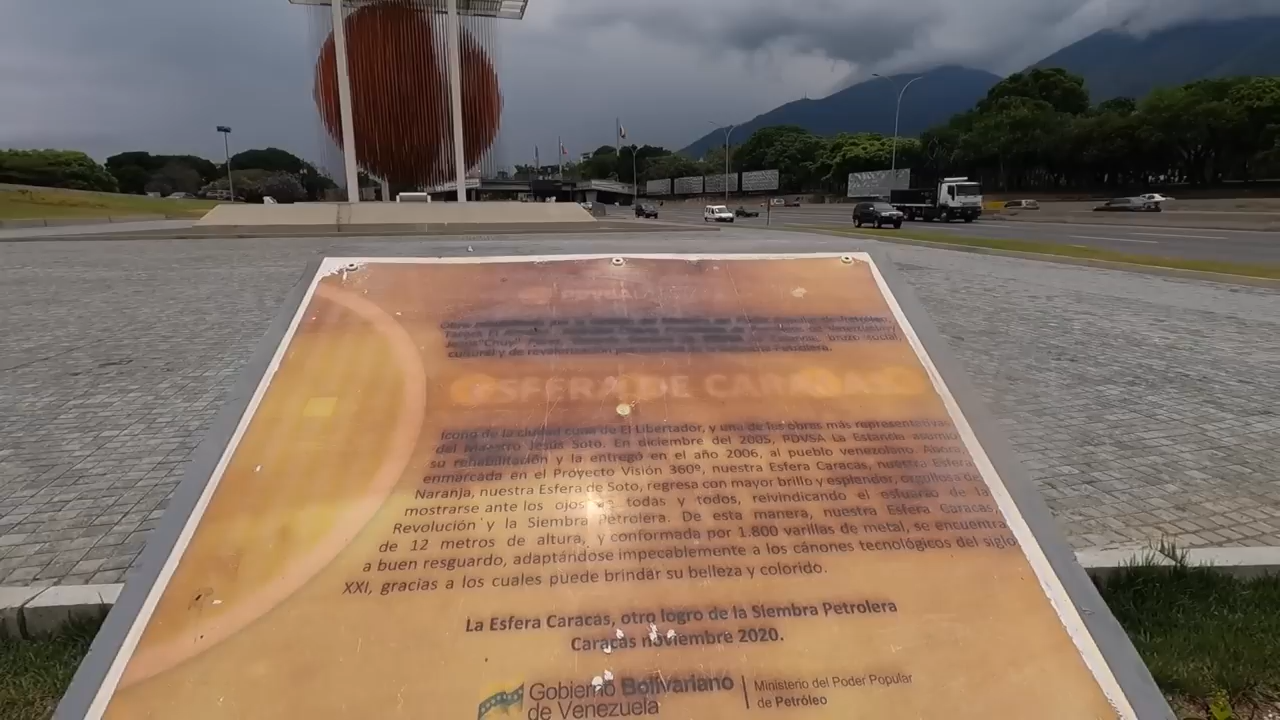 cultural y de revalorización
ESFERA DE CARACAS
Ícono de la ciudad cuna de El Libertador, y una de las obras más representativas
del Maestro Jesús Soto. En diciembre del 2005, PDVSA La Estancia asumió
su rehabilitación y la entregó en el año 2006, al pueblo venezolano. Ahora,
enmarcada en el Proyecto Visión 360º, nuestra Esfera Caracas, nuestra Esfera
Naranja, nuestra Esfera de Soto, regresa con mayor brillo y esplendor, orgullosa de
mostrarse ante los ojos de todas y todos, reivindicando el esfuerzo de la
Revolución y la Siembra Petrolera. De esta manera, nuestra Esfera Caracas,
de 12 metros de altura, y conformada por 1.800 varillas de metal, se encuentra
a buen resguardo, adaptándose impecablemente a los cánones tecnológicos del siglo
XXI, gracias a los cuales puede brindar su belleza y colorido.
La Esfera Caracas, otro logro de la Siembra Petrolera
Caracas noviembre 2020.
Gobierno Bolivariano
de Venezuela
Ministerio del Poder Popular
de Petróleo